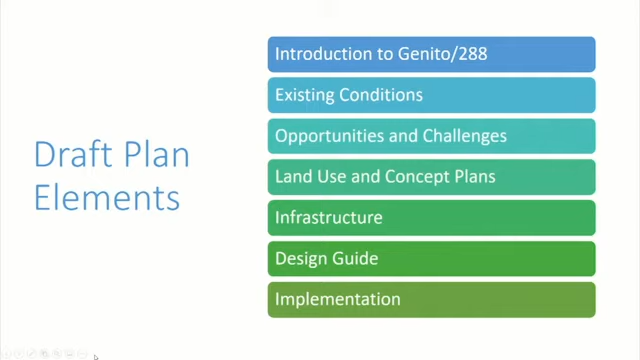 Draft Plan
Elements
Introduction to Genito/288
Existing Conditions
Opportunities and Challenges
Land Use and Concept Plans
Infrastructure
Design Guide
Implementation